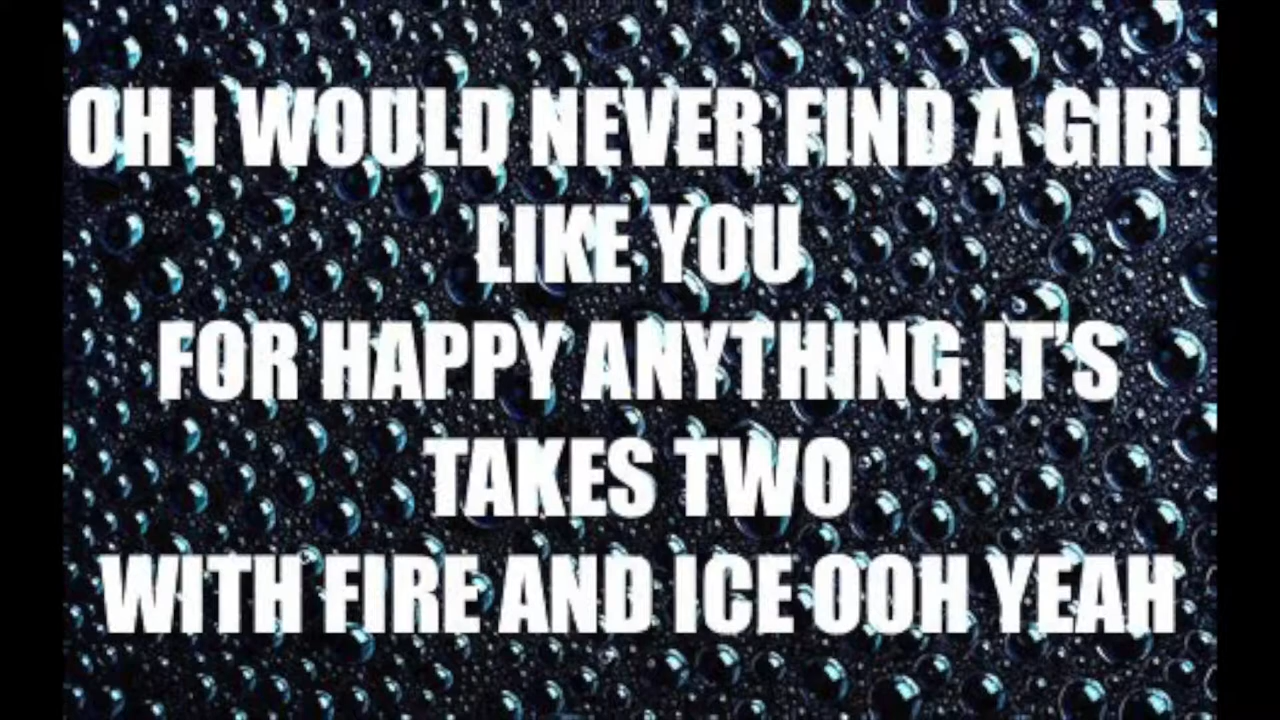 OH I WOULD NEVER FIND A GIRL
LIKE YOU
FOR HAPPY ANYTHING IT'S
TAKES TWO
WITH FIRE AND ICE OOH YEAH